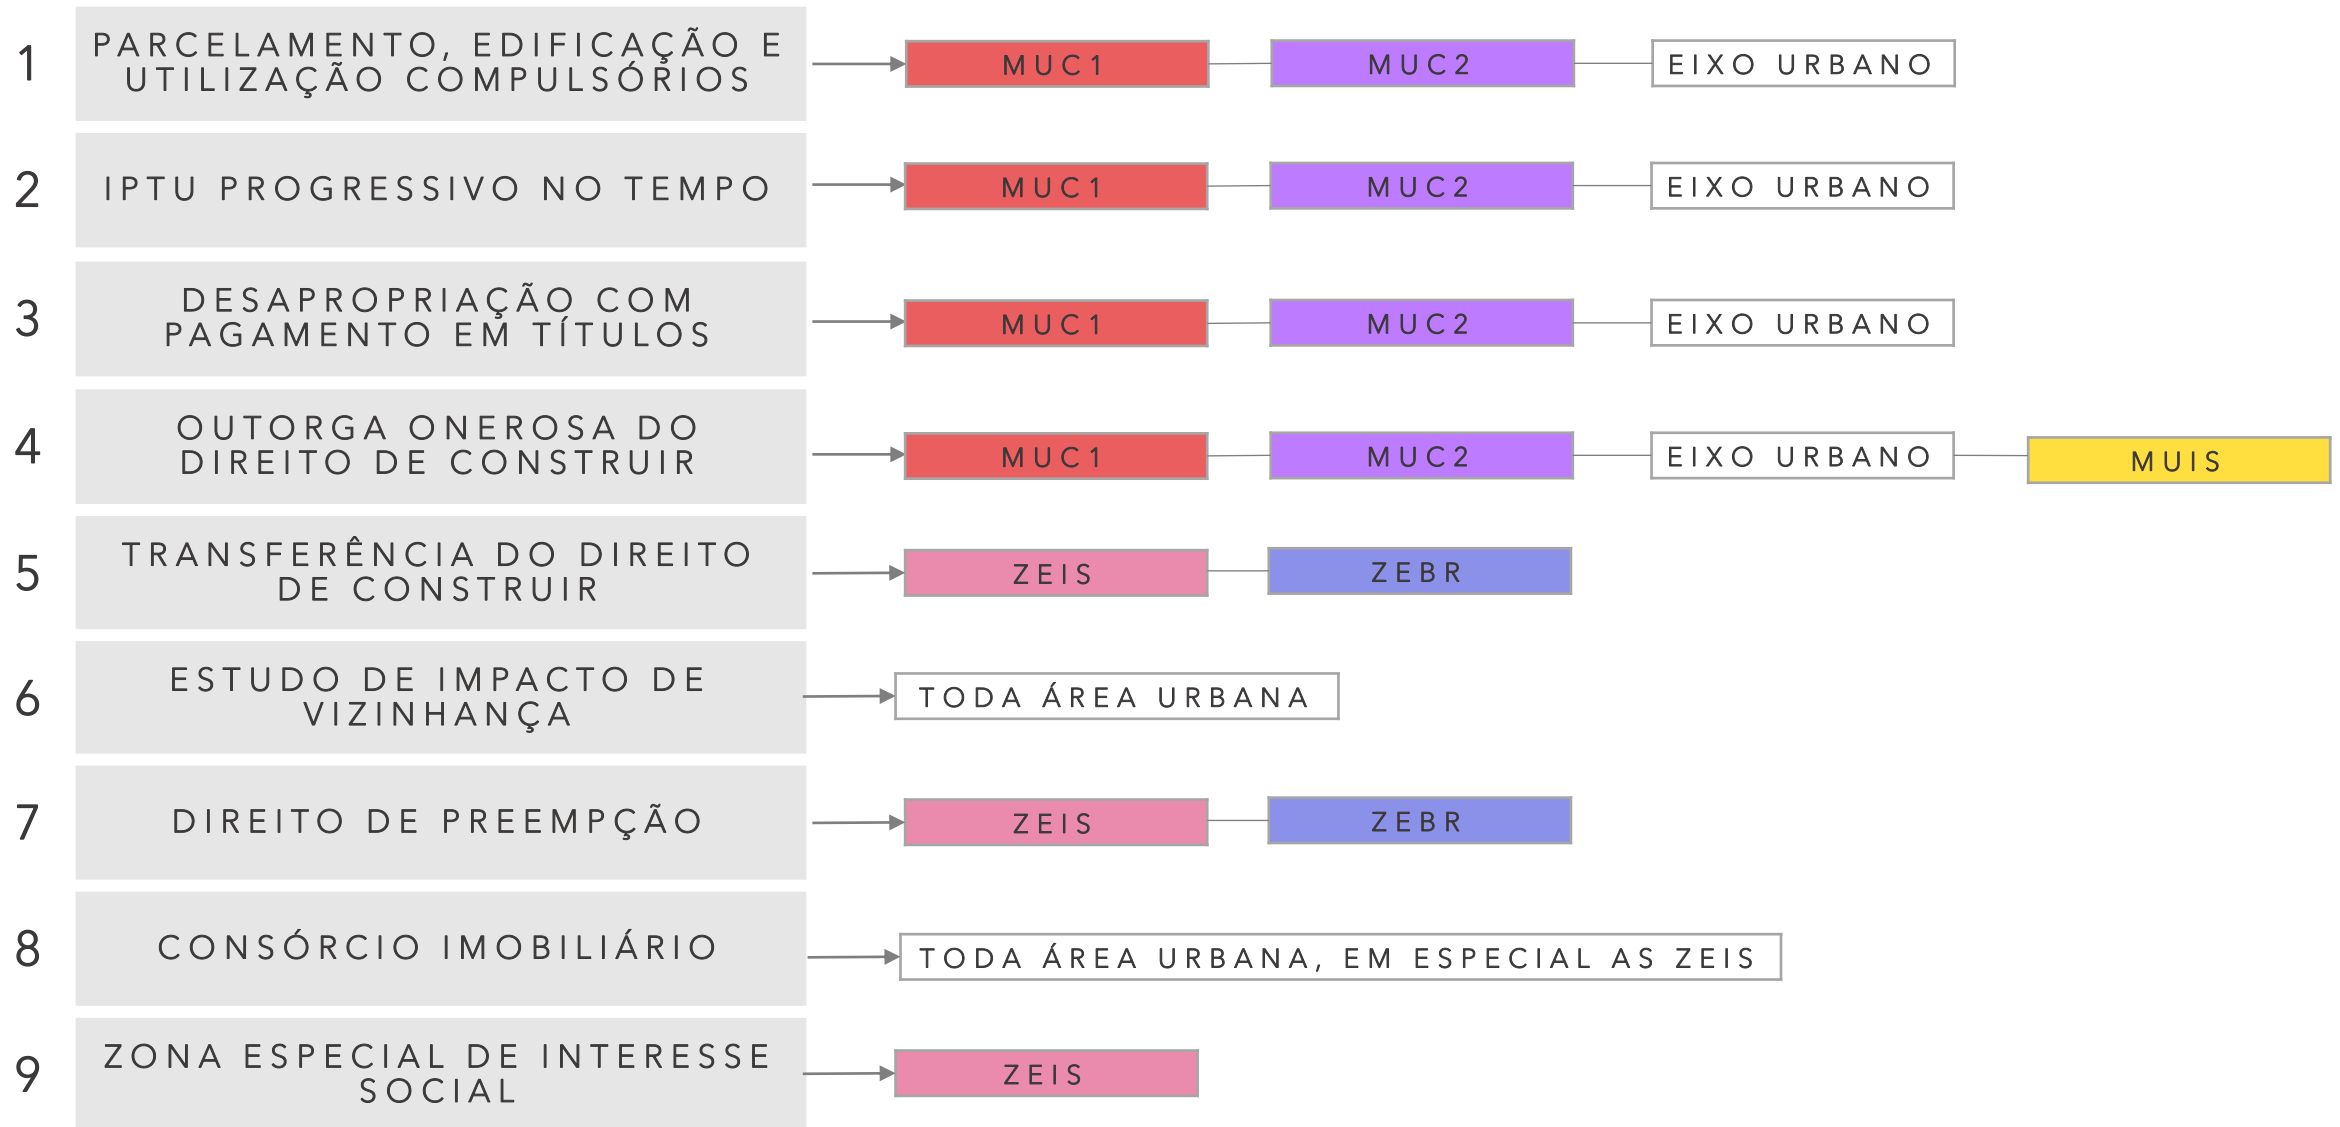 1
PARCELAMENTO, EDIFICAÇÃO E
UTILIZAÇÃO COMPULSÓRIOS
MUC1
MUC2
EIXO URBANO
2
IPTU PROGRESSIVO NO TEMPO
MUC1
MUC2
EIXO URBANO
3
DESAPROPRIAÇÃO COM
PAGAMENTO EM TÍTULOS
MUC1
MUC2
EIXO URBANO
4
OUTORGA ONEROSA DO
DIREITO DE CONSTRUIR
MUC1
MUC2
EIXO URBANO
MUIS
5
TRANSFERÊNCIA DO DIREITO
DE CONSTRUIR
ZEIS
ZEBR
6
ESTUDO DE IMPACTO DE
VIZINHANÇA
TODA ÁREA URBANA
7
DIREITO DE PREEMPÇÃO
ZEIS
ZEBR
8
CONSÓRCIO IMOBILIÁRIO
TODA ÁREA URBANA, EM ESPECIAL AS ZEIS
9
ZONA ESPECIAL DE INTERESSE
SOCIAL
ZEIS